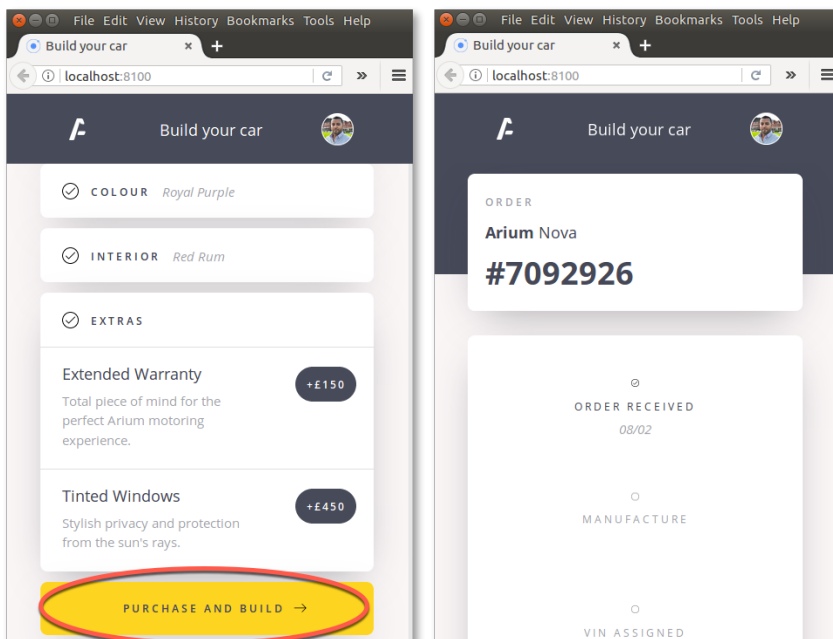 File Edit View History Bookmarks Tools Help
Build your car
localhost:8100
Build your car
COLOUR Royal Purple
INTERIOR Red Rum
EXTRAS
Extended Warranty
+£150
Total piece of mind for the
perfect Arium motoring
experience.
Tinted Windows
+£450
Stylish privacy and protection
from the sun's rays.
PURCHASE AND BUILD →
File Edit View History Bookmarks Tools Help
Build your car
localhost:8100
Build your car
ORDER
Arium Nova
#7092926
ORDER RECEIVED
08/02
MANUFACTURE
VIN ASSIGNED